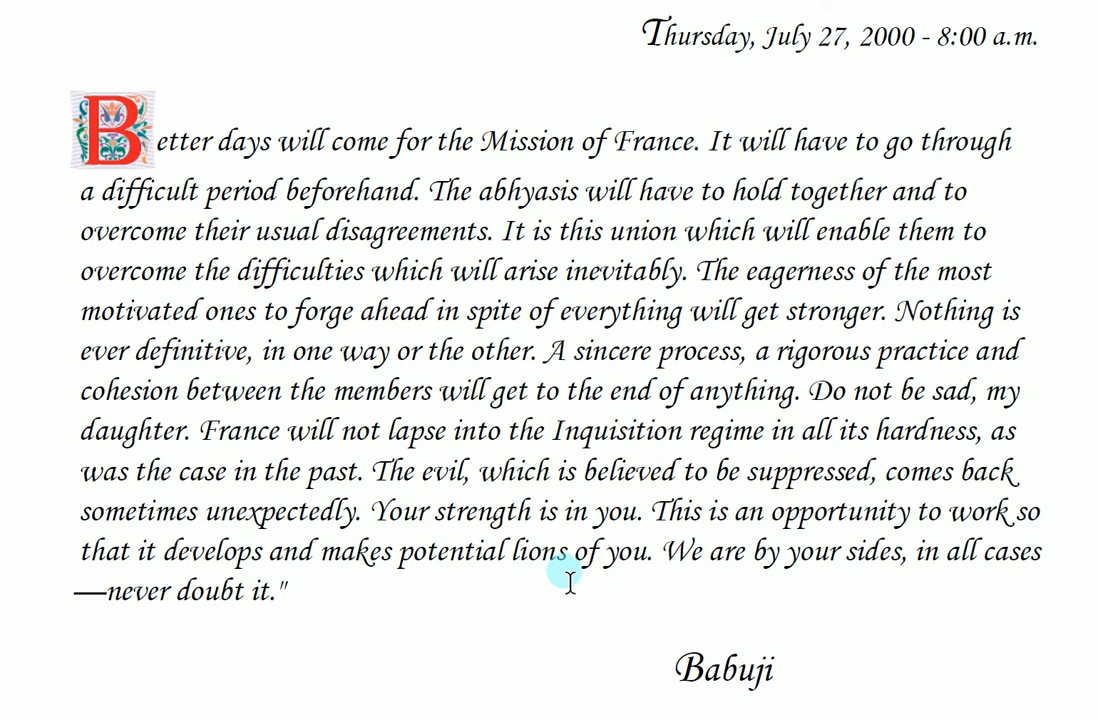 Thursday, July 27, 2000 - 8:00 a.m.
Better days will come for the Mission of France. It will have to go through
a difficult period beforehand. The abhyasis will have to hold together and to
overcome their usual disagreements. It is this union which will enable them to
overcome the difficulties which will arise inevitably. The eagerness of the most
motivated ones to forge ahead in spite of everything will get stronger. Nothing is
ever definitive, in one way or the other. A sincere process, a rigorous practice and
cohesion between the members will get to the end of anything. Do not be sad, my
daughter. France will not lapse into the Inquisition regime in all its hardness, as
was the case in the past. The evil, which is believed to be suppressed, comes back
sometimes unexpectedly. Your strength is in you. This is an opportunity to work so
that it develops and makes potential lions of you. We are by your sides, in all cases
—never doubt it."
Babuji